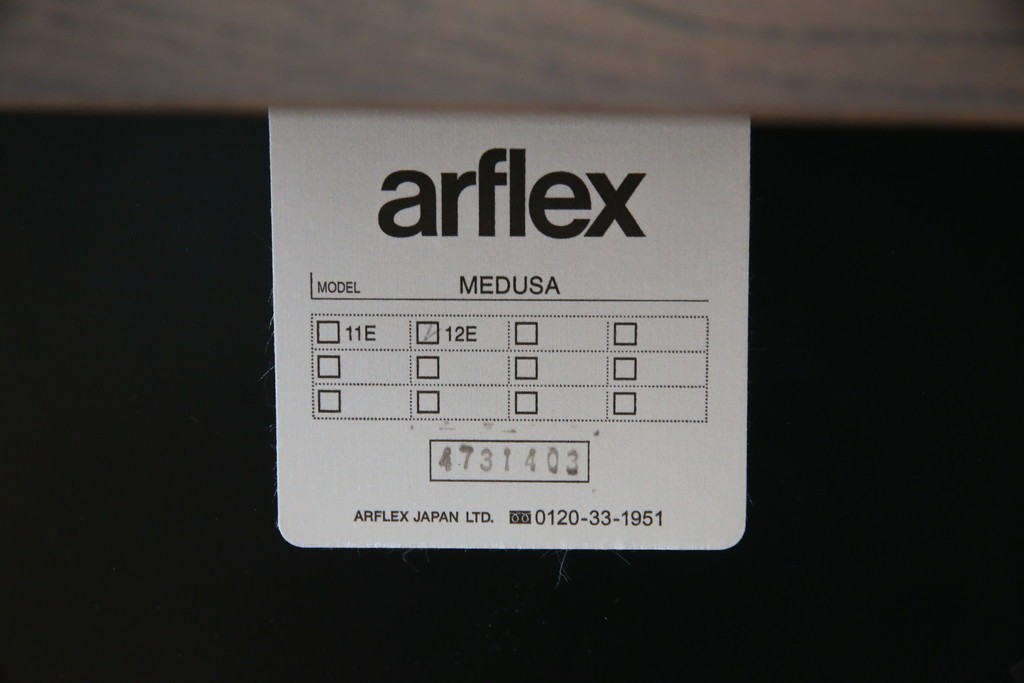 arflex
MODEL MEDUSA
☐ 11E ☑ 12E ☐ ☐
☐ ☐ ☐ ☐
☐ ☐ ☐ ☐
4731403
ARFLEX JAPAN LTD. 0120-33-1951